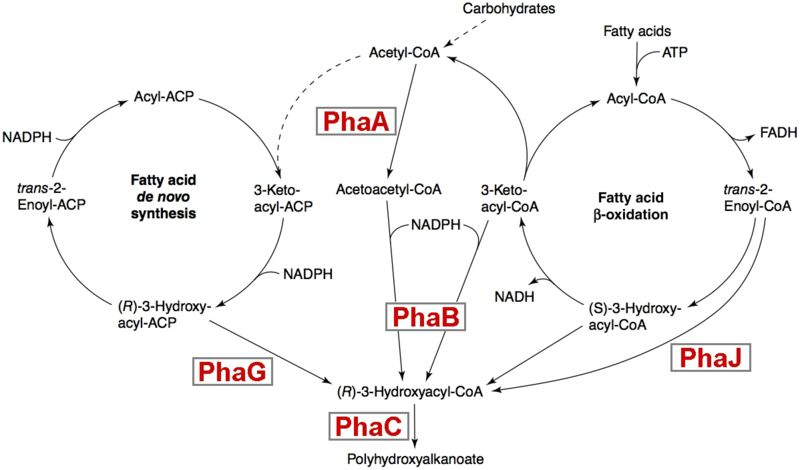 Carbohydrates
Acetyl-CoA
Fatty acids
ATP
Acyl-ACP
Acyl-CoA
NADPH
PhaA
FADH
trans-2-
Enoyl-ACP
Fatty acid
de novo
synthesis
3-Keto-
acyl-ACP
Acetoacetyl-CoA
3-Keto-
acyl-CoA
Fatty acid
β-oxidation
trans-2-
Enoyl-CoA
NADPH
NADPH
NADH
(R)-3-Hydroxy-
acyl-ACP
PhaB
(S)-3-Hydroxy-
acyl-CoA
PhaG
PhaJ
(R)-3-Hydroxyacyl-CoA
PhaC
Polyhydroxyalkanoate